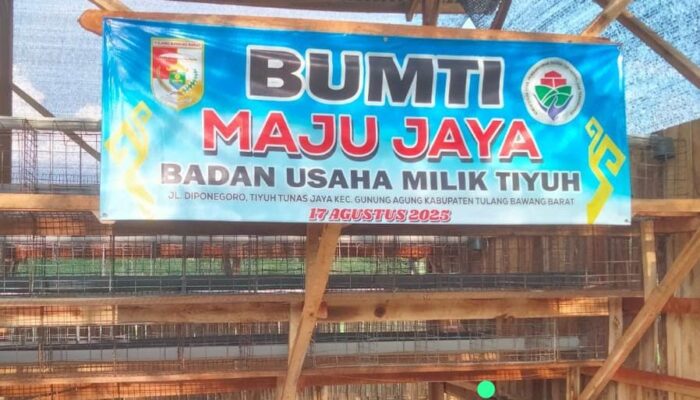 BUMTI
MAJU JAYA
BADAN USAHA MILIK TIYUH
JL. DIPONEGORO, TIYUH TUNAS JAYA KEC. GUNUNG AGUNG KABUPATEN TULANG BAWANG BARAT
17 AGUSTUS 2025